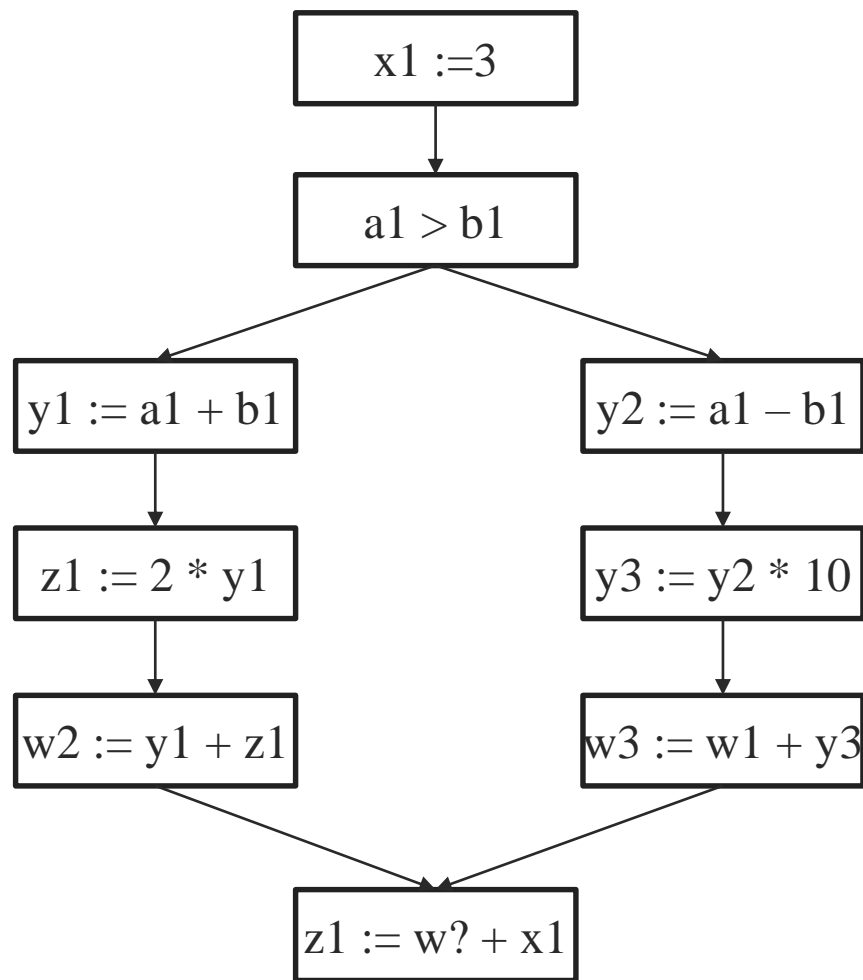 x1 :=3
a1 > b1
y1 := a1 + b1
y2 := a1 – b1
z1 := 2 * y1
y3 := y2 * 10
w2 := y1 + z1
w3 := w1 + y3
z1 := w? + x1